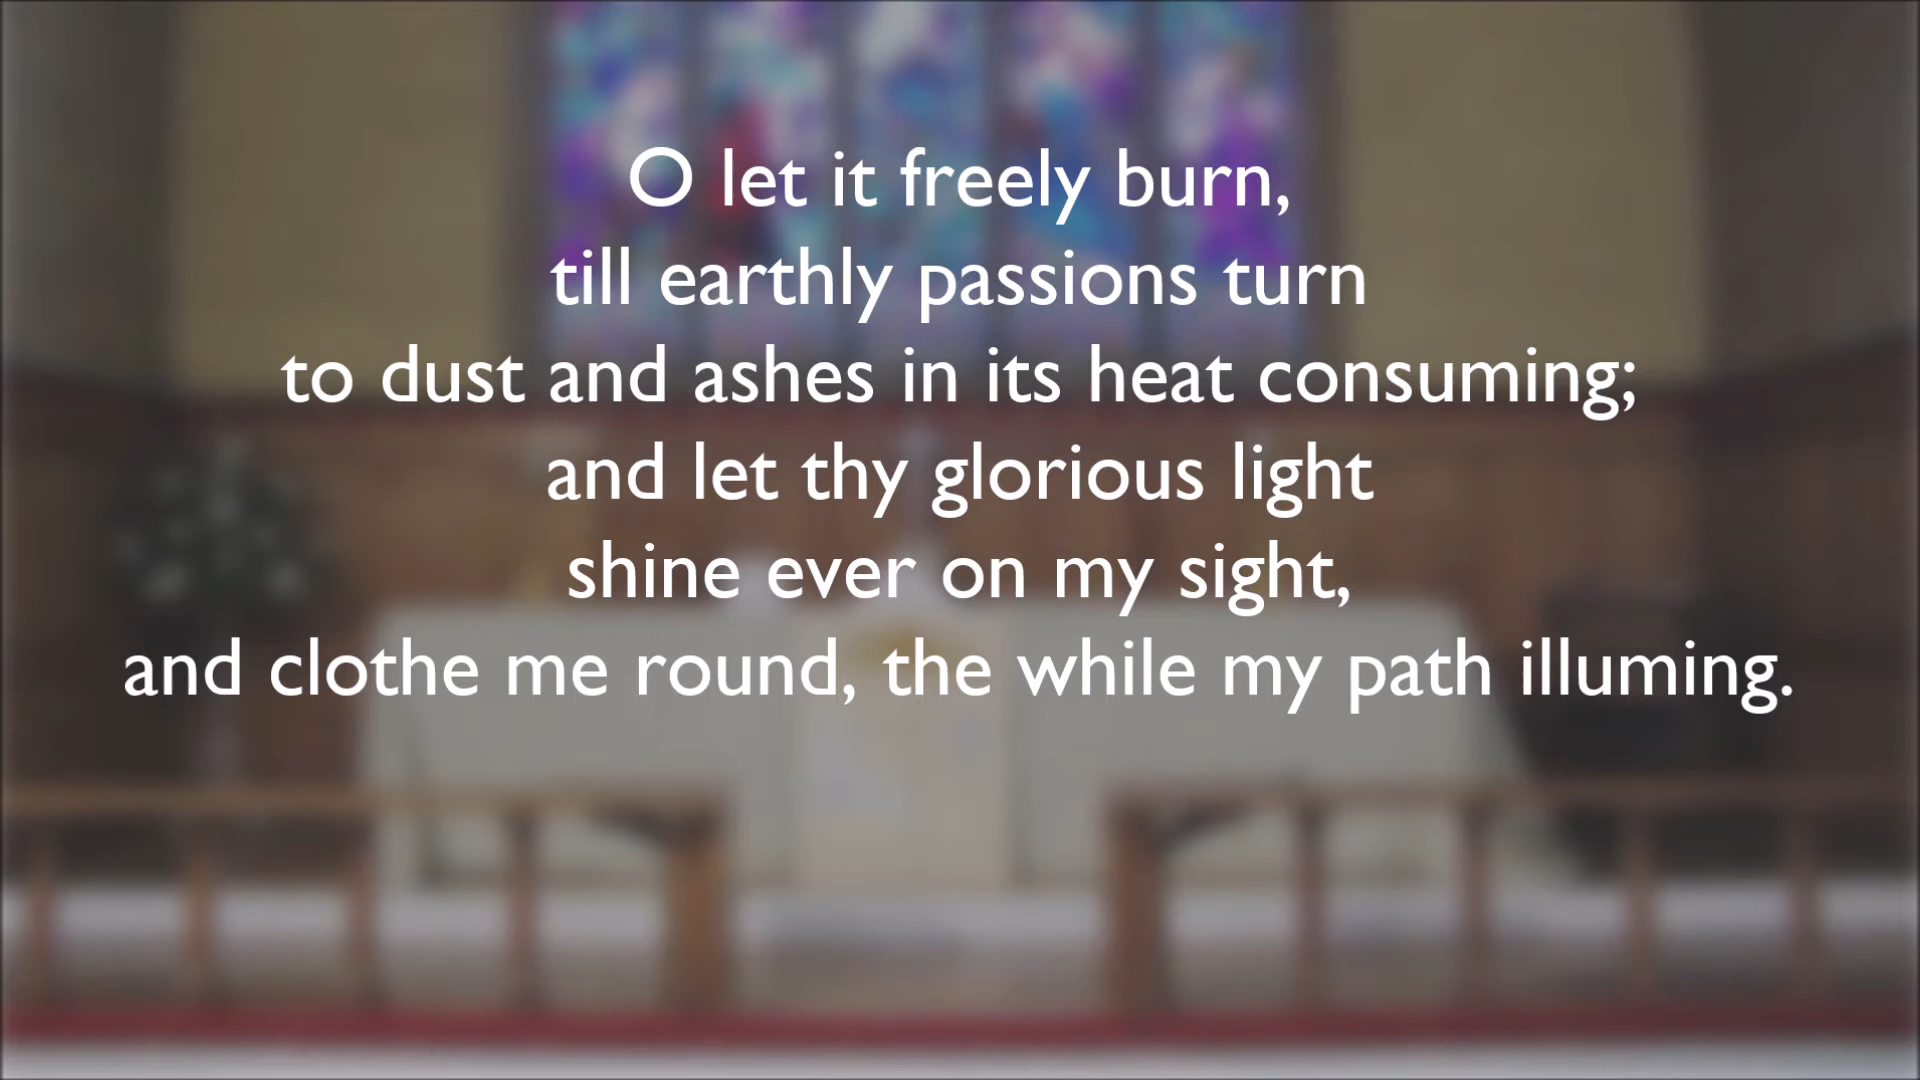 O let it freely burn,
till earthly passions turn
to dust and ashes in its heat consuming;
and let thy glorious light
shine ever on my sight,
and clothe me round, the while my path illuming.